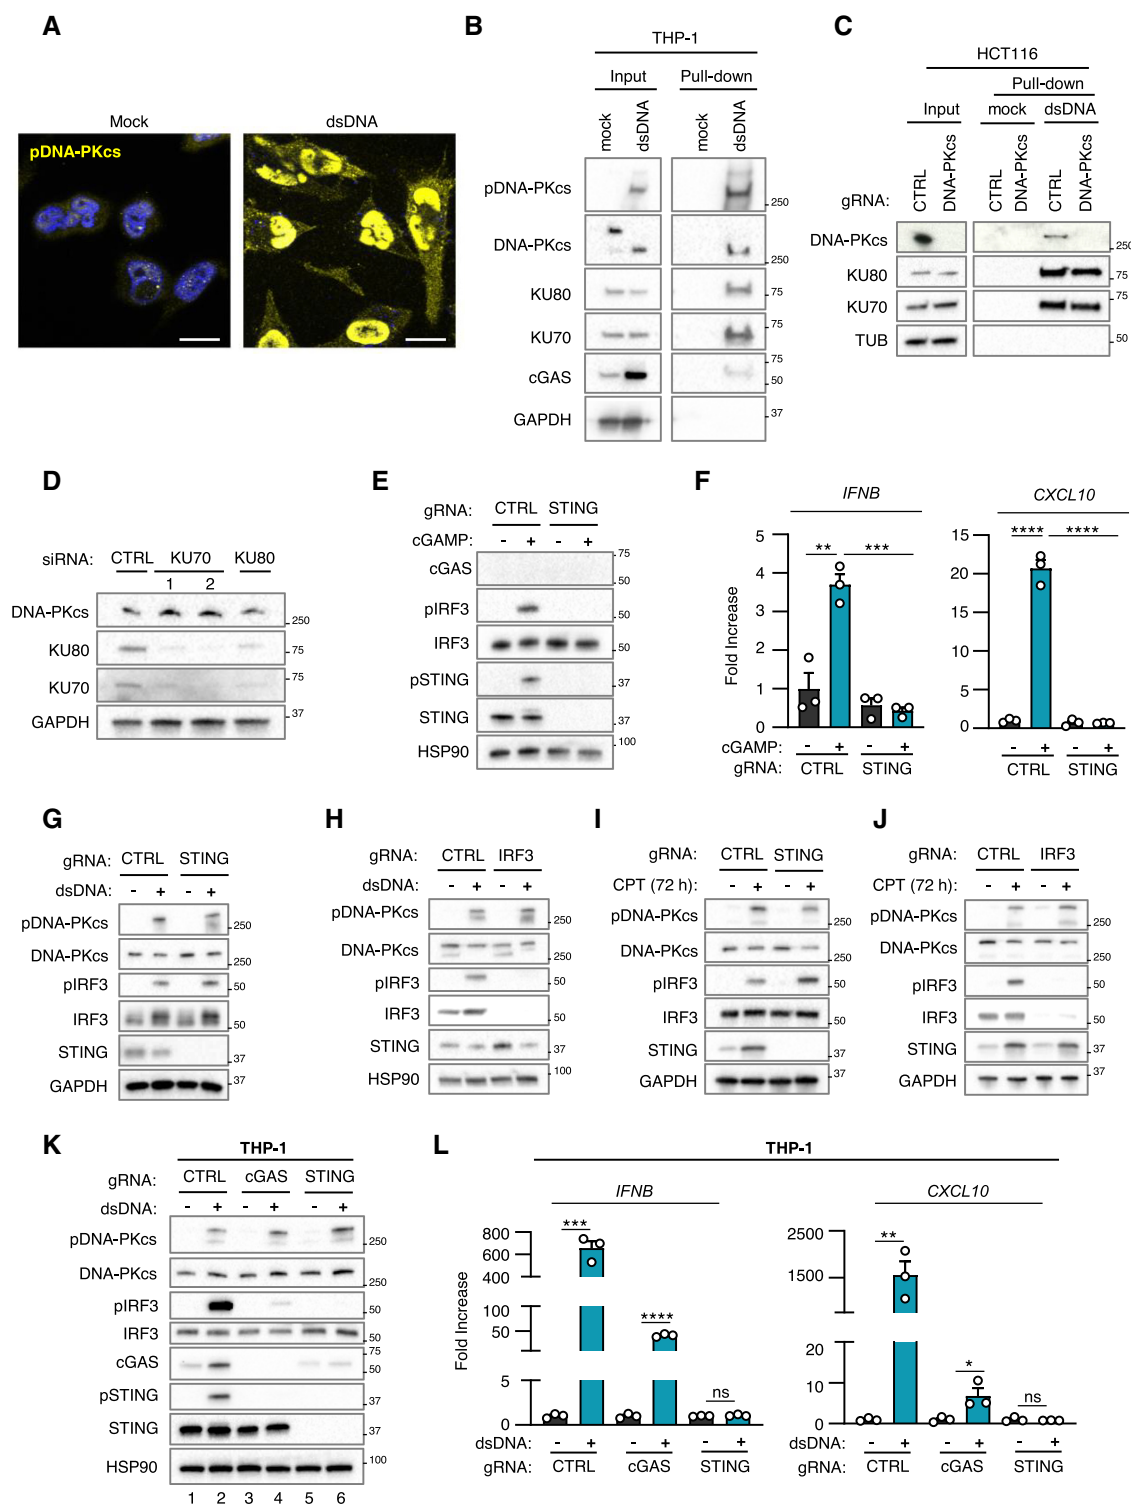 A
Mock
dsDNA
pDNA-PKcs
B
THP-1
Input
Pull-down
mock
dsDNA
mock
dsDNA
pDNA-PKcs
250
DNA-PKcs
250
KU80
75
KU70
75
cGAS
75
50
GAPDH
37
C
HCT116
Pull-down
Input
mock
dsDNA
gRNA:
CTRL
DNA-PKcs
CTRL
DNA-PKcs
CTRL
DNA-PKcs
DNA-PKcs
250
KU80
75
KU70
75
TUB
50
D
siRNA:
CTRL
KU70
KU80
1
2
DNA-PKcs
250
KU80
75
KU70
75
GAPDH
37
E
gRNA:
CTRL
STING
cGAMP:
- + - +
cGAS
75
50
pIRF3
50
IRF3
50
pSTING
37
STING
37
HSP90
100
F
IFNB
Fold Increase
5
4
3
2
1
0
** ***
cGAMP:
- + - +
gRNA:
CTRL
STING
CXCL10
15
20
15
10
5
0
**** ****
- + - +
CTRL
STING
G
gRNA:
CTRL
STING
dsDNA:
- + - +
pDNA-PKcs
250
DNA-PKcs
250
pIRF3
50
IRF3
50
STING
37
GAPDH
37
H
gRNA:
CTRL
IRF3
dsDNA:
- + - +
pDNA-PKcs
250
DNA-PKcs
250
pIRF3
50
IRF3
50
STING
37
HSP90
100
I
gRNA:
CTRL
STING
CPT (72 h):
- + - +
pDNA-PKcs
250
DNA-PKcs
250
pIRF3
50
IRF3
50
STING
37
GAPDH
37
J
gRNA:
CTRL
IRF3
CPT (72 h):
- + - +
pDNA-PKcs
250
DNA-PKcs
250
pIRF3
50
IRF3
50
STING
37
GAPDH
37
K
THP-1
gRNA:
CTRL
cGAS
STING
dsDNA:
- + - + - +
pDNA-PKcs
250
DNA-PKcs
250
pIRF3
50
IRF3
50
cGAS
75
50
pSTING
37
STING
37
HSP90
100
1 2 3 4 5 6
L
THP-1
IFNB
Fold Increase
800
600
400
100
50
5
0
*** **** ns
dsDNA:
- + - + - +
gRNA:
CTRL
cGAS
STING
CXCL10
2500
1500
20
10
0
** * ns
dsDNA:
- + - + - +
gRNA:
CTRL
cGAS
STING